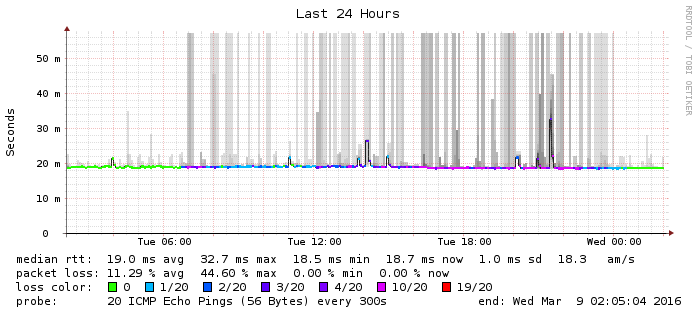 Last 24 Hours
RRDTOOL / TOBI OETIKER
Seconds
50 m
40 m
30 m
20 m
10 m
0
Tue 06:00 Tue 12:00 Tue 18:00 Wed 00:00
median rtt: 19.0 ms avg 32.7 ms max 18.5 ms min 18.7 ms now 1.0 ms sd 18.3 am/s
packet loss: 11.29 % avg 44.60 % max 0.00 % min 0.00 % now
loss color: 0 1/20 2/20 3/20 4/20 10/20 19/20
probe: 20 ICMP Echo Pings (56 Bytes) every 300s end: Wed Mar 9 02:05:04 2016